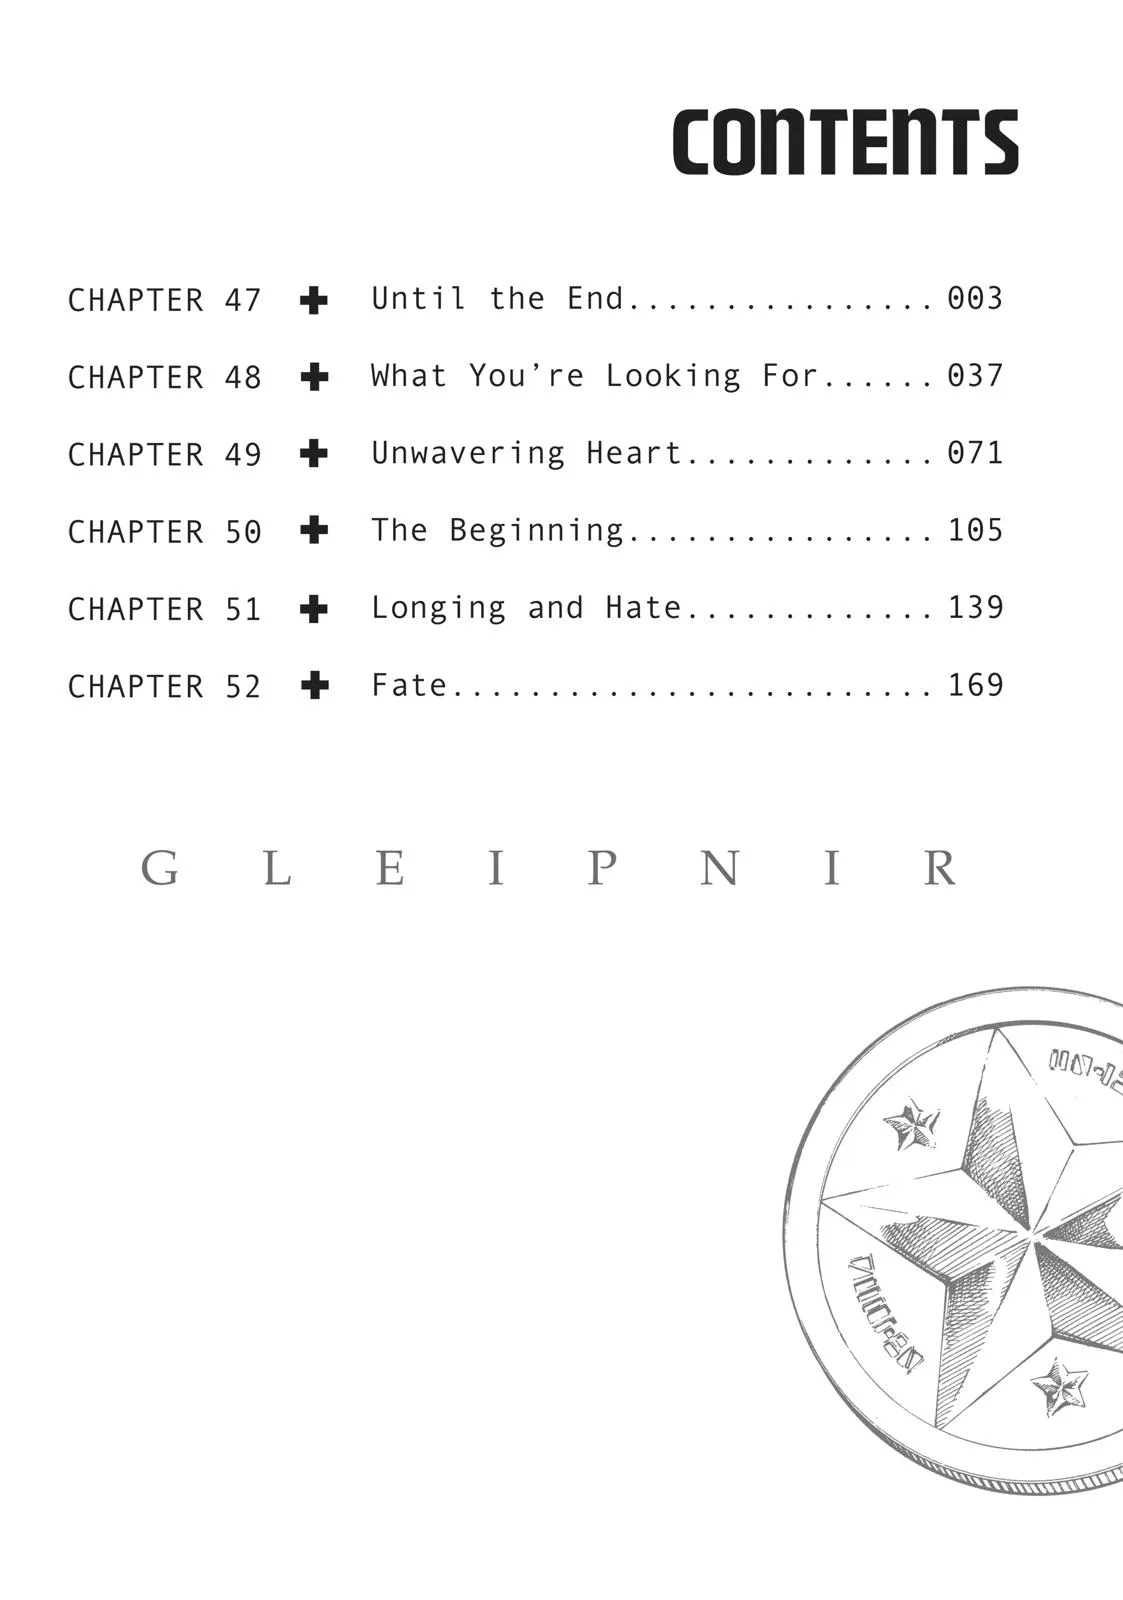 CONTENTS
CHAPTER 47 ✚ Until the End................ 003
CHAPTER 48 ✚ What You’re Looking For...... 037
CHAPTER 49 ✚ Unwavering Heart............. 071
CHAPTER 50 ✚ The Beginning................ 105
CHAPTER 51 ✚ Longing and Hate............. 139
CHAPTER 52 ✚ Fate......................... 169
G L E I P N I R